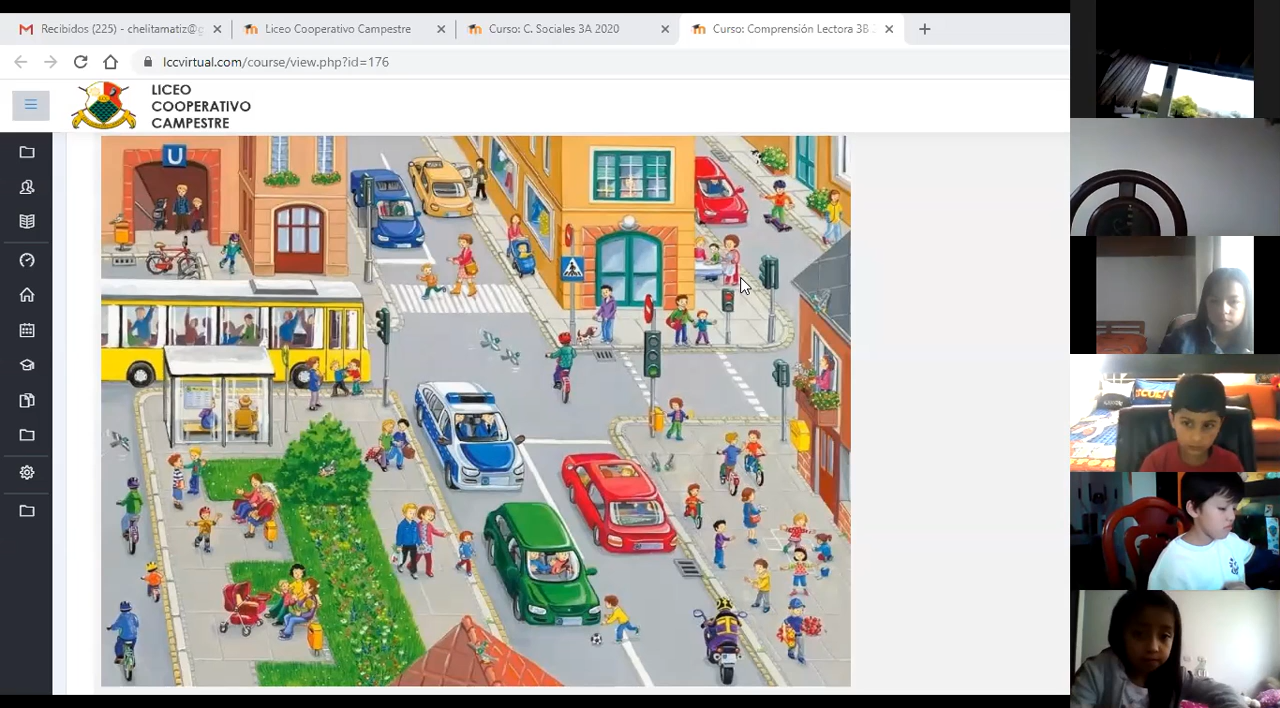 Recibidos (225) - chelitamatiz@g
Liceo Cooperativo Campestre
Curso: C. Sociales 3A 2020
Curso: Comprensión Lectora 3B
lccvirtual.com/course/view.php?id=176
LICEO
COOPERATIVO
CAMPESTRE
U